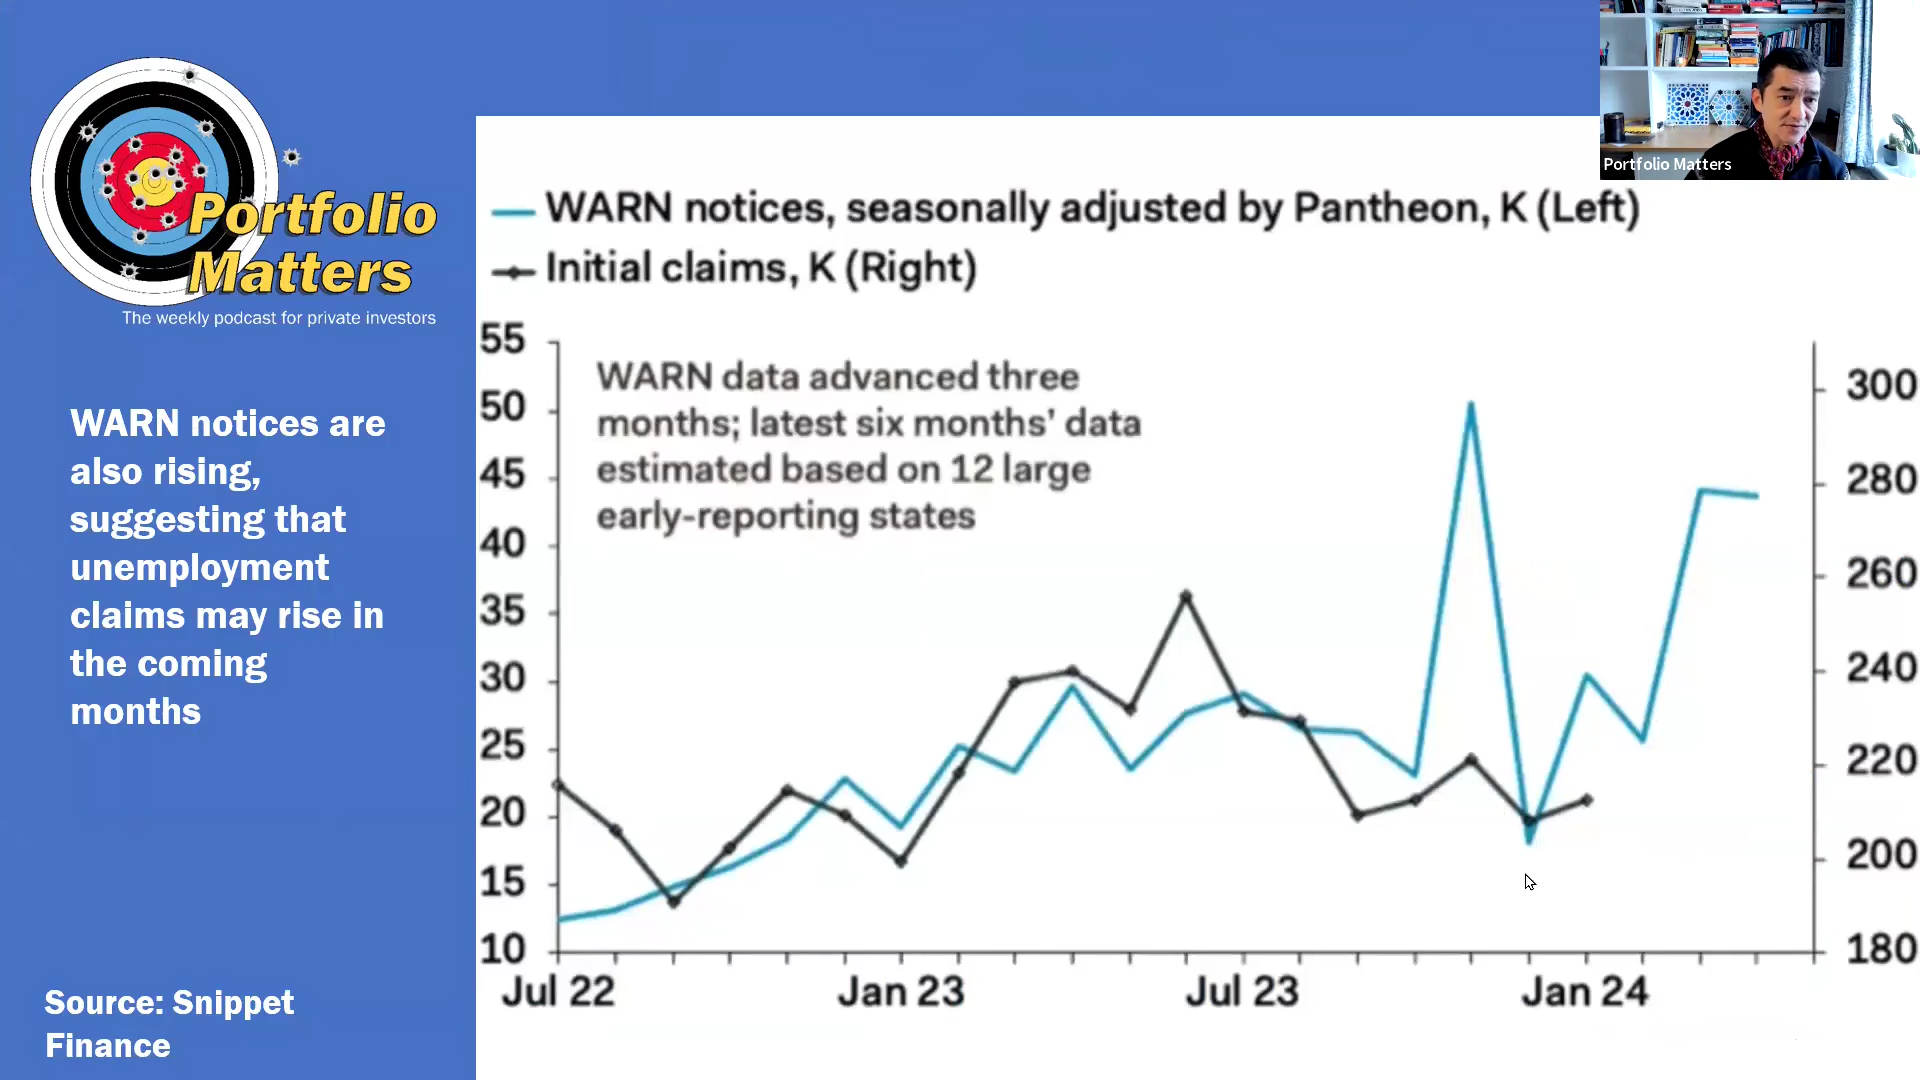 Portfolio
Matters
The weekly podcast for private investors
WARN notices are
also rising,
suggesting that
unemployment
claims may rise in
the coming
months
Source: Snippet
Finance
Portfolio Matters
WARN notices, seasonally adjusted by Pantheon, K (Left)
Initial claims, K (Right)
WARN data advanced three
months; latest six months' data
estimated based on 12 large
early-reporting states
55
50
45
40
35
30
25
20
15
10
300
280
260
240
220
200
180
Jul 22
Jan 23
Jul 23
Jan 24